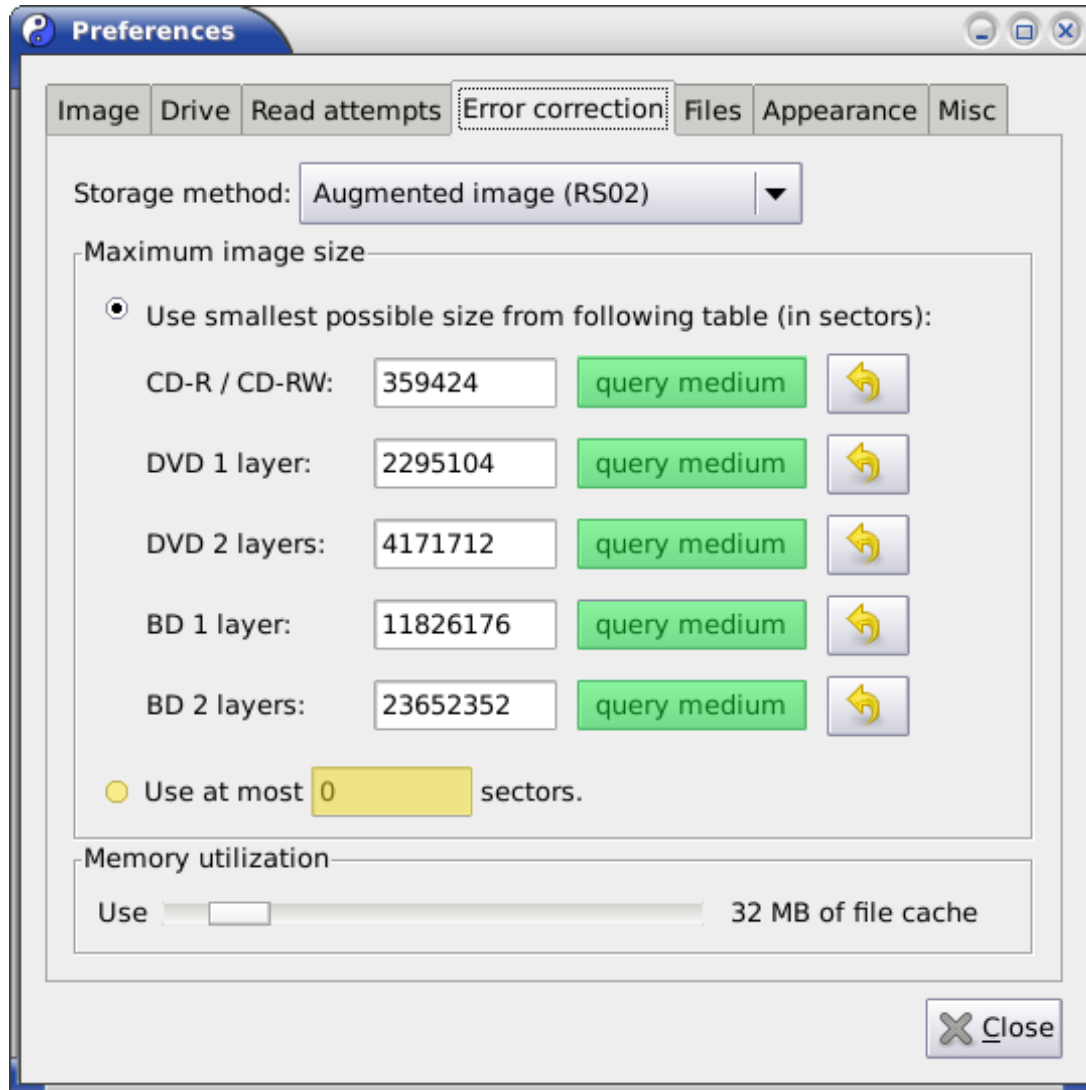 Preferences
Image Drive Read attempts Error correction Files Appearance Misc
Storage method: Augmented image (RS02)
Maximum image size
Use smallest possible size from following table (in sectors):
CD-R / CD-RW: 359424 query medium
DVD 1 layer: 2295104 query medium
DVD 2 layers: 4171712 query medium
BD 1 layer: 11826176 query medium
BD 2 layers: 23652352 query medium
Use at most 0 sectors.
Memory utilization
Use 32 MB of file cache
Close